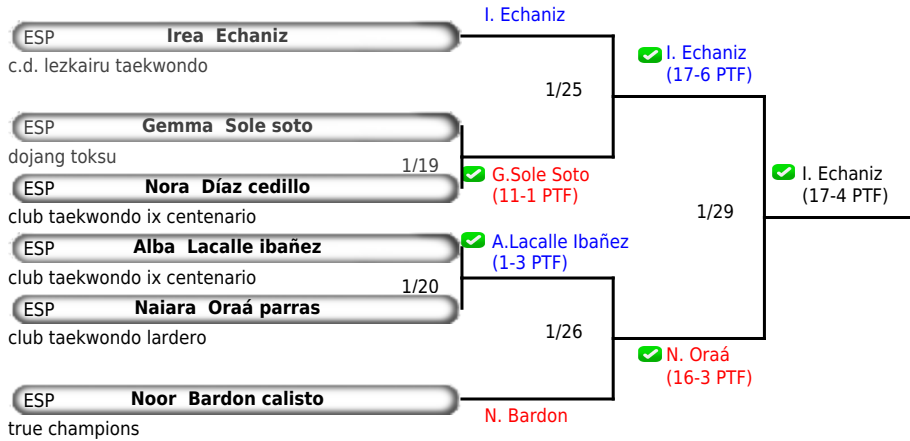 I. Echaniz
ESP Irea Echaniz
c.d. lezkairu taekwondo
I. Echaniz
(17-6 PTF)
1/25
ESP Gemma Sole soto
dojang toksu
1/19
G.Sole Soto
(11-1 PTF)
ESP Nora Díaz cedillo
club taekwondo ix centenario
I. Echaniz
(17-4 PTF)
1/29
ESP Alba Lacalle ibañez
A.Lacalle Ibañez
(1-3 PTF)
club taekwondo ix centenario
1/20
ESP Naiara Oraá parras
club taekwondo lardero
1/26
N. Oraá
(16-3 PTF)
ESP Noor Bardon calisto
N. Bardon
true champions